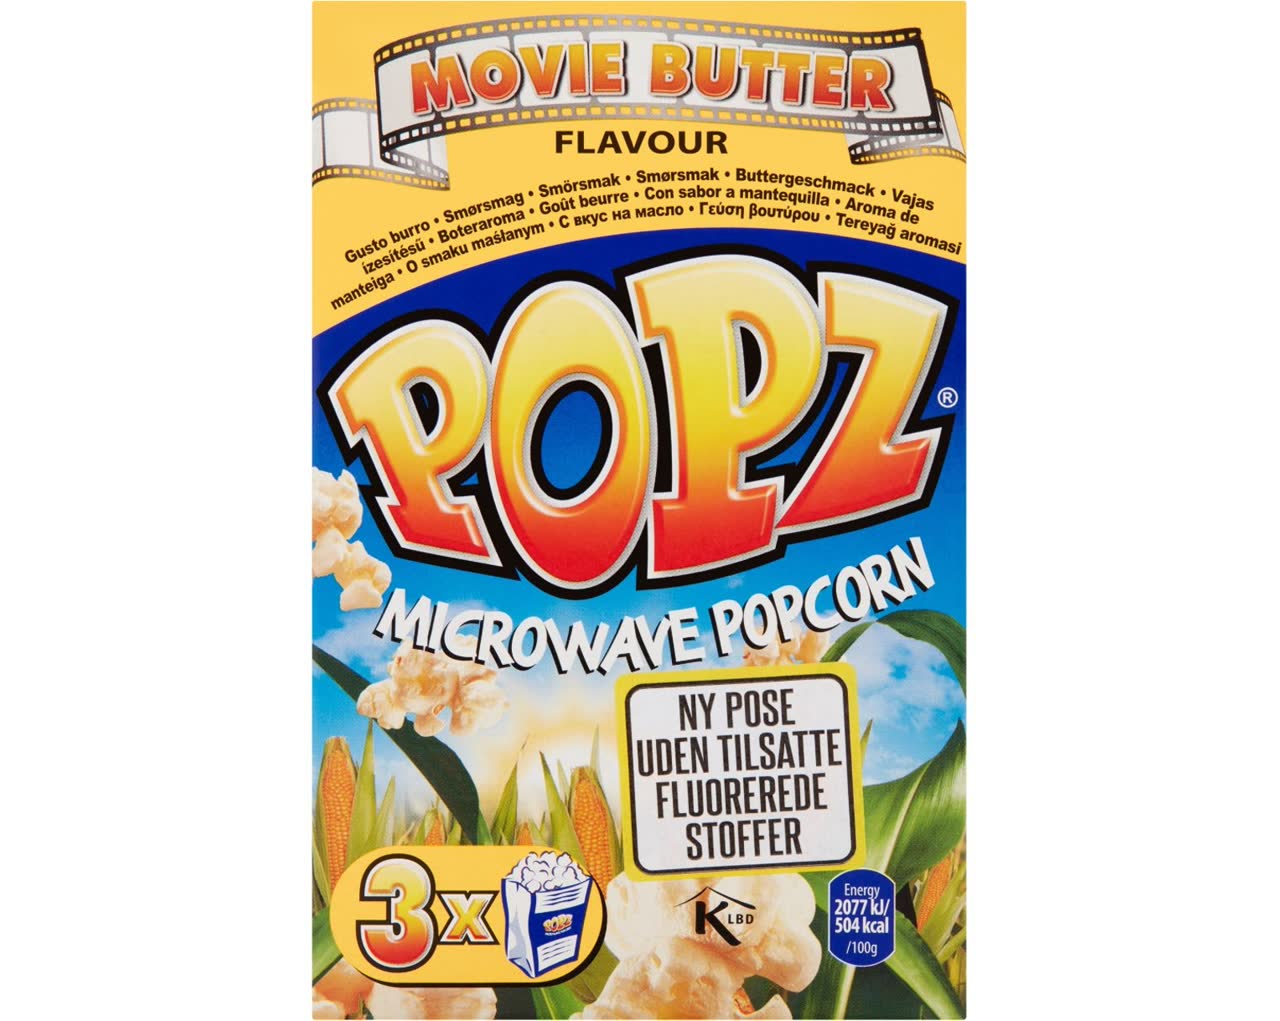 MOVIE BUTTER
FLAVOUR
Gusto burro • Smørsmag • Smörsmak • Smørsmak • Buttergeschmack • Vajas
ízesítésű • Boteraroma • Goût beurre • Con sabor a mantequilla • Aroma de
manteiga • O smaku maślanym • С вкус на масло • Γεύση βουτύρου • Tereyağ aromasi
POPZ®
MICROWAVE POPCORN
NY POSE
UDEN TILSATTE
FLUOREREDE
STOFFER
3x
POPZ
K LBD
Energy
2077 kJ/
504 kcal
/100g